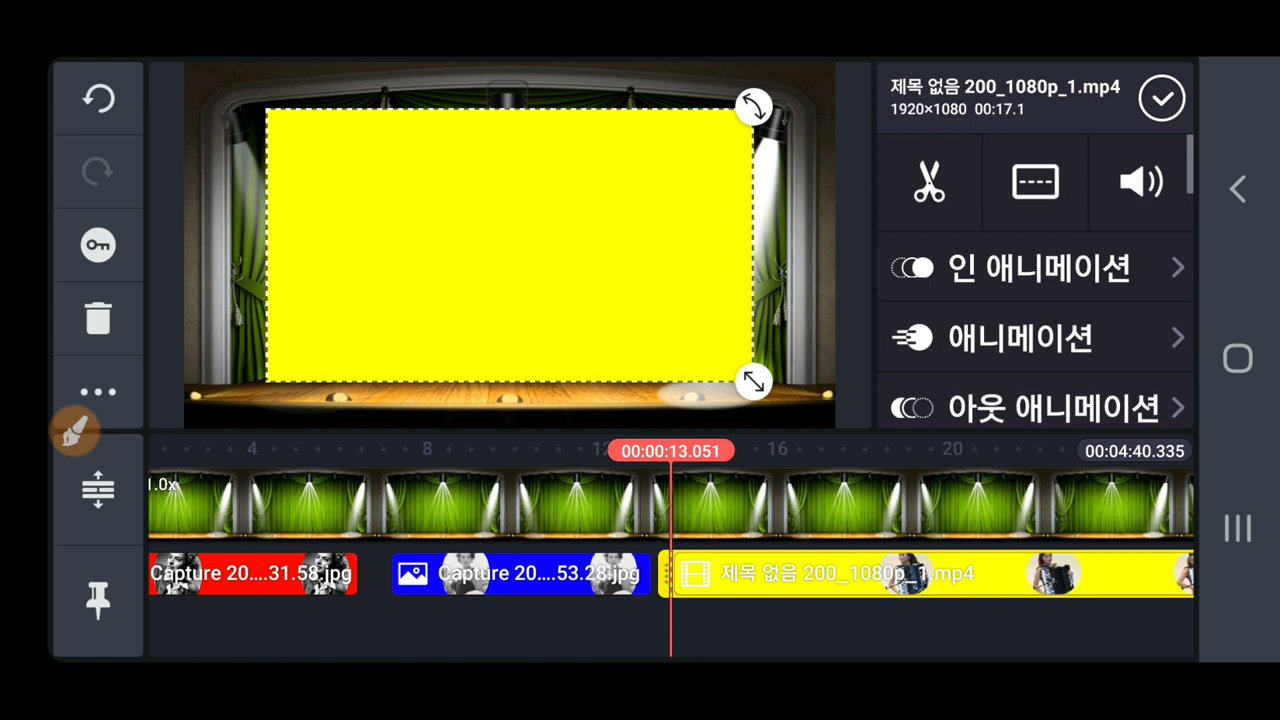 제목 없음 200_1080p_1.mp4
1920×1080 00:17.1
인 애니메이션
애니메이션
아웃 애니메이션
4 8 12 16 20
00:00:13.051
00:04:40.335
1.0x
Capture 20....31.58.jpg
Capture 20....53.28.jpg
제목 없음 200_1080p_1.mp4